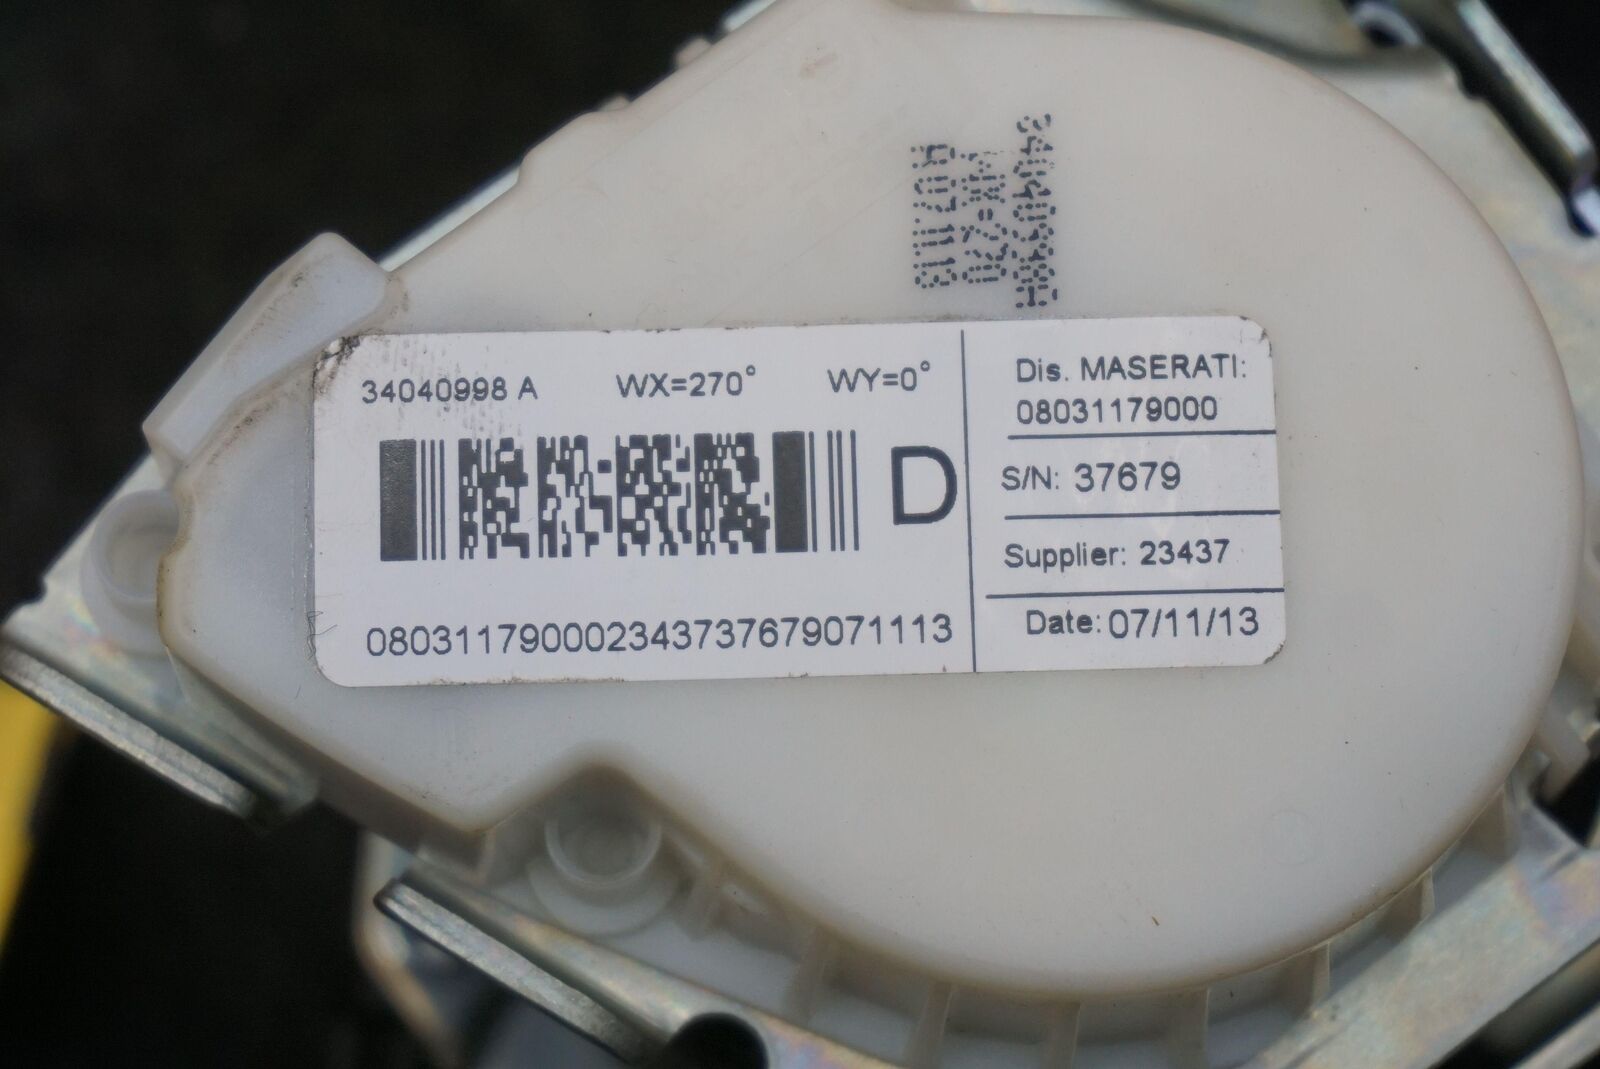 34040998 A WX=270° WY=0°
D
080311790002343737679071113
Dis. MASERATI:
08031179000
S/N: 37679
Supplier: 23437
Date: 07/11/13